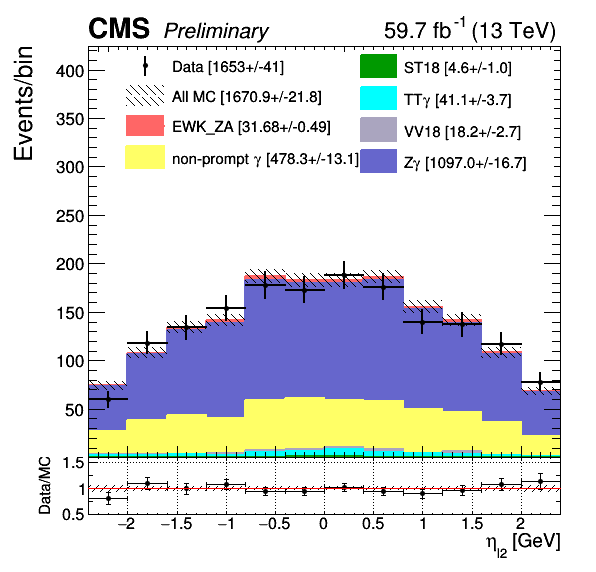 CMS Preliminary 59.7 fb⁻¹ (13 TeV)
Events/bin
400
350
300
250
200
150
100
50
Data [1653+/-41]
All MC [1670.9+/-21.8]
EWK_ZA [31.68+/-0.49]
non-prompt γ [478.3+/-13.1]
ST18 [4.6+/-1.0]
TTγ [41.1+/-3.7]
VV18 [18.2+/-2.7]
Zγ [1097.0+/-16.7]
Data/MC
1.5
1
0.5
−2 −1.5 −1 −0.5 0 0.5 1 1.5 2
η_l2 [GeV]